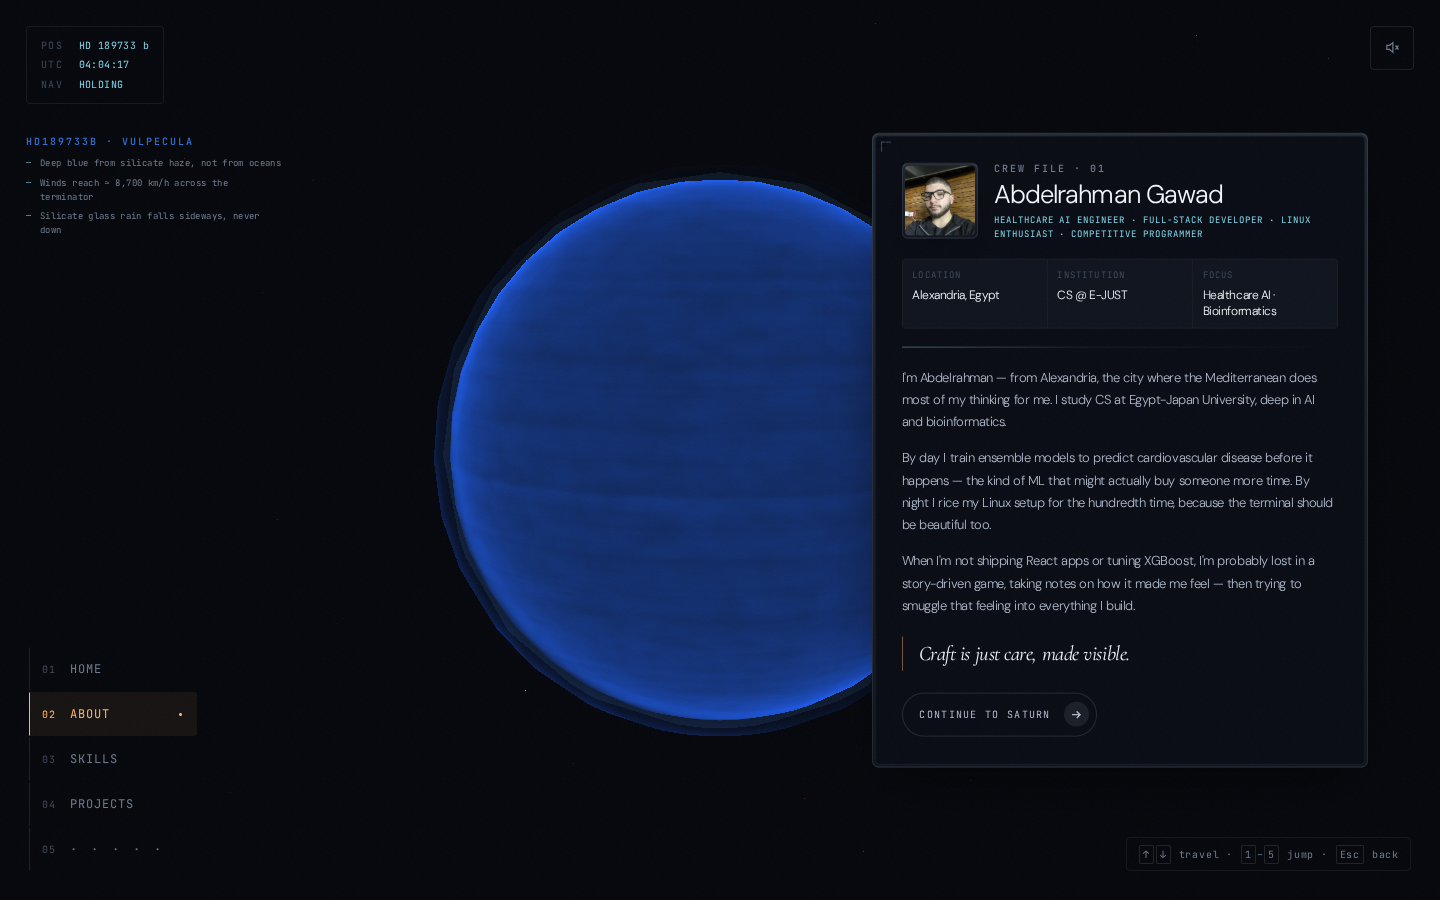 POS HD 189733 b
UTC 04:04:17
NAV HOLDING
HD189733B · VULPECULA
— Deep blue from silicate haze, not from oceans
— Winds reach ≈ 8,700 km/h across the
terminator
— Silicate glass rain falls sideways, never
down
01 HOME
02 ABOUT •
03 SKILLS
04 PROJECTS
05 · · · · ·
CREW FILE · 01
Abdelrahman Gawad
HEALTHCARE AI ENGINEER · FULL-STACK DEVELOPER · LINUX
ENTHUSIAST · COMPETITIVE PROGRAMMER
LOCATION
Alexandria, Egypt
INSTITUTION
CS @ E-JUST
FOCUS
Healthcare AI ·
Bioinformatics
I'm Abdelrahman — from Alexandria, the city where the Mediterranean does
most of my thinking for me. I study CS at Egypt-Japan University, deep in AI
and bioinformatics.
By day I train ensemble models to predict cardiovascular disease before it
happens — the kind of ML that might actually buy someone more time. By
night I rice my Linux setup for the hundredth time, because the terminal should
be beautiful too.
When I'm not shipping React apps or tuning XGBoost, I'm probably lost in a
story-driven game, taking notes on how it made me feel — then trying to
smuggle that feeling into everything I build.
Craft is just care, made visible.
CONTINUE TO SATURN →
↑ ↓ travel · 1 – 5 jump · Esc back